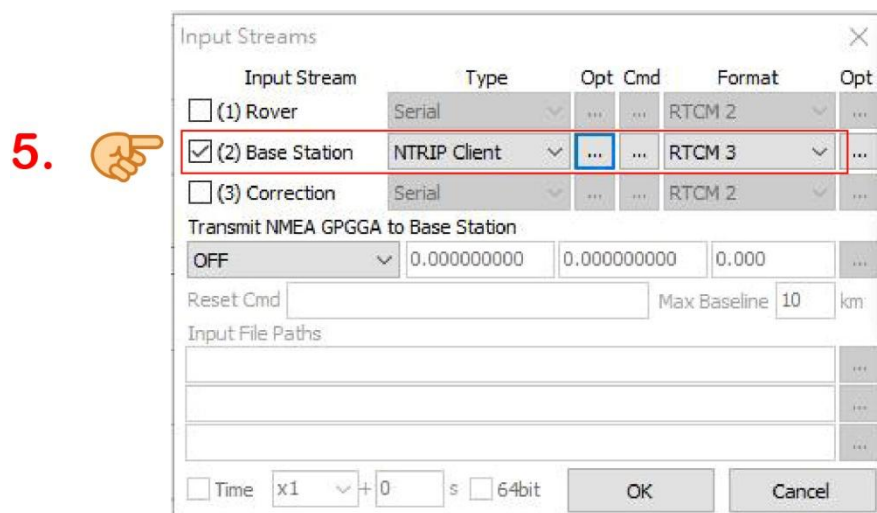 Input Streams
Input Stream Type Opt Cmd Format Opt
(1) Rover Serial ... ... RTCM 2 ...
5. (2) Base Station NTRIP Client ... ... RTCM 3 ...
(3) Correction Serial ... ... RTCM 2 ...
Transmit NMEA GPGGA to Base Station
OFF 0.000000000 0.000000000 0.000 ...
Reset Cmd Max Baseline 10 km
Input File Paths
...
...
...
Time x1 + 0 s 64bit OK Cancel